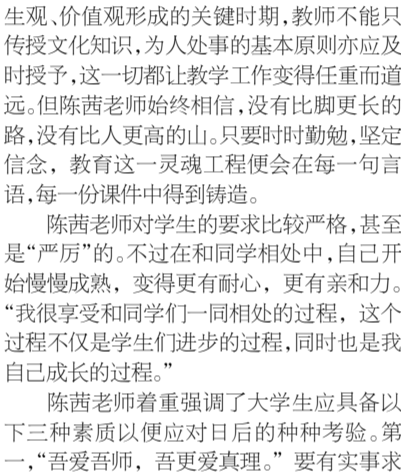 生观、价值观形成的关键时期,教师不能只
传授文化知识,为人处事的基本原则亦应及
时授予,这一切都让教学工作变得任重而道
远。但陈茜老师始终相信,没有比脚更长的
路,没有比人更高的山。只要时时勤勉,坚定
信念，教育这一灵魂工程便会在每一句言
语,每一份课件中得到铸造。
陈茜老师对学生的要求比较严格,甚至
是“严厉”的。不过在和同学相处中,自己开
始慢慢成熟，变得更有耐心，更有亲和力。
“我很享受和同学们一同相处的过程，这个
过程不仅是学生们进步的过程,同时也是我
自己成长的过程。”
陈茜老师着重强调了大学生应具备以
下三种素质以便应对日后的种种考验。第
一,“吾爱吾师，吾更爱真理。”要有实事求